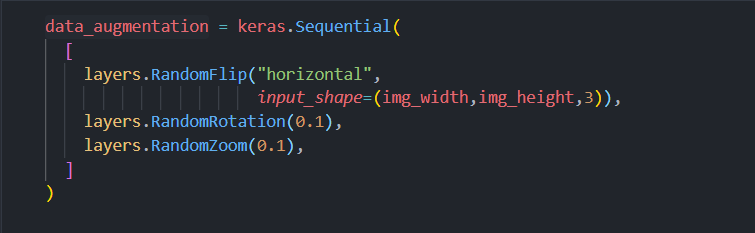 data_augmentation = keras.Sequential(
[
layers.RandomFlip("horizontal",
input_shape=(img_width,img_height,3)),
layers.RandomRotation(0.1),
layers.RandomZoom(0.1),
]
)